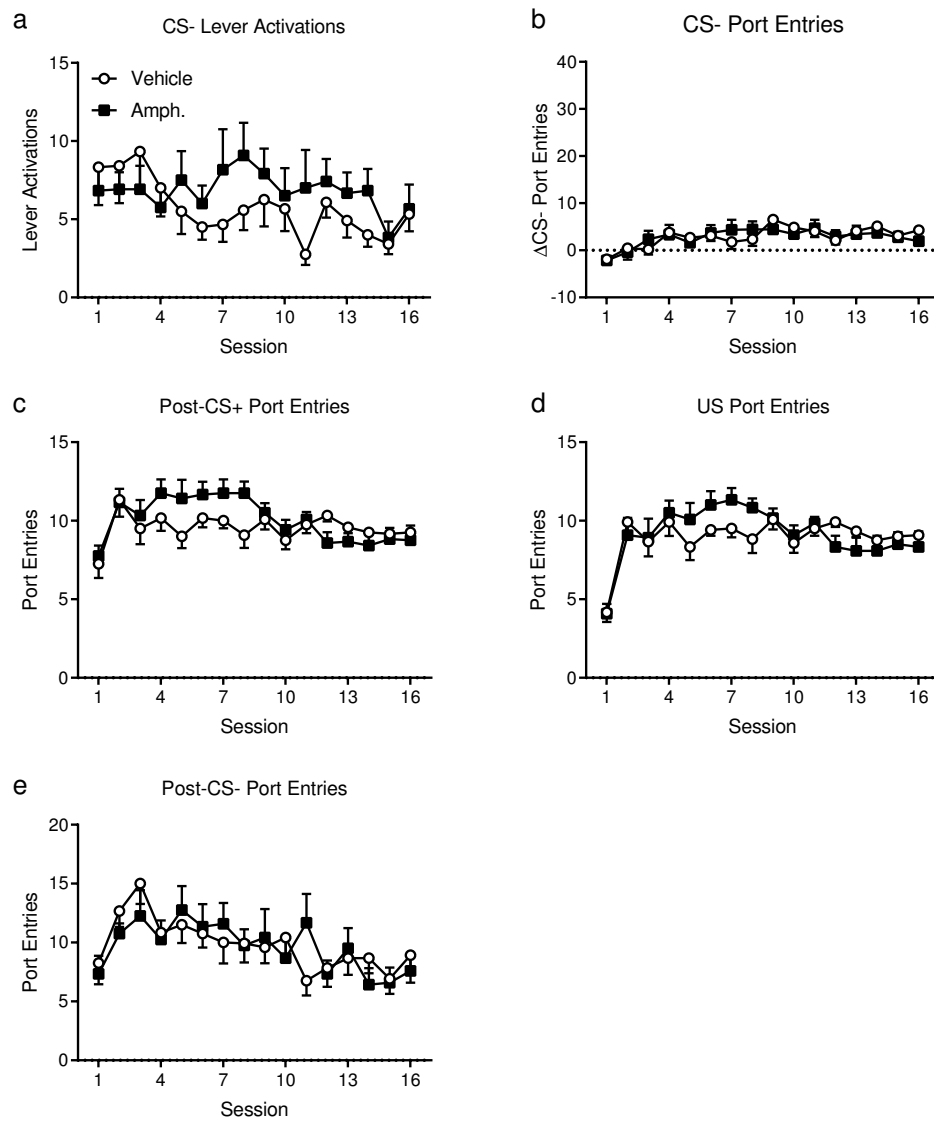 a
CS- Lever Activations
15
10
5
0
Lever Activations
Vehicle
Amph.
1 4 7 10 13 16
Session
b
CS- Port Entries
40
30
20
10
0
-10
ΔCS- Port Entries
1 4 7 10 13 16
Session
c
Post-CS+ Port Entries
15
10
5
0
Port Entries
1 4 7 10 13 16
Session
d
US Port Entries
15
10
5
0
Port Entries
1 4 7 10 13 16
Session
e
Post-CS- Port Entries
20
15
10
5
0
Port Entries
1 4 7 10 13 16
Session